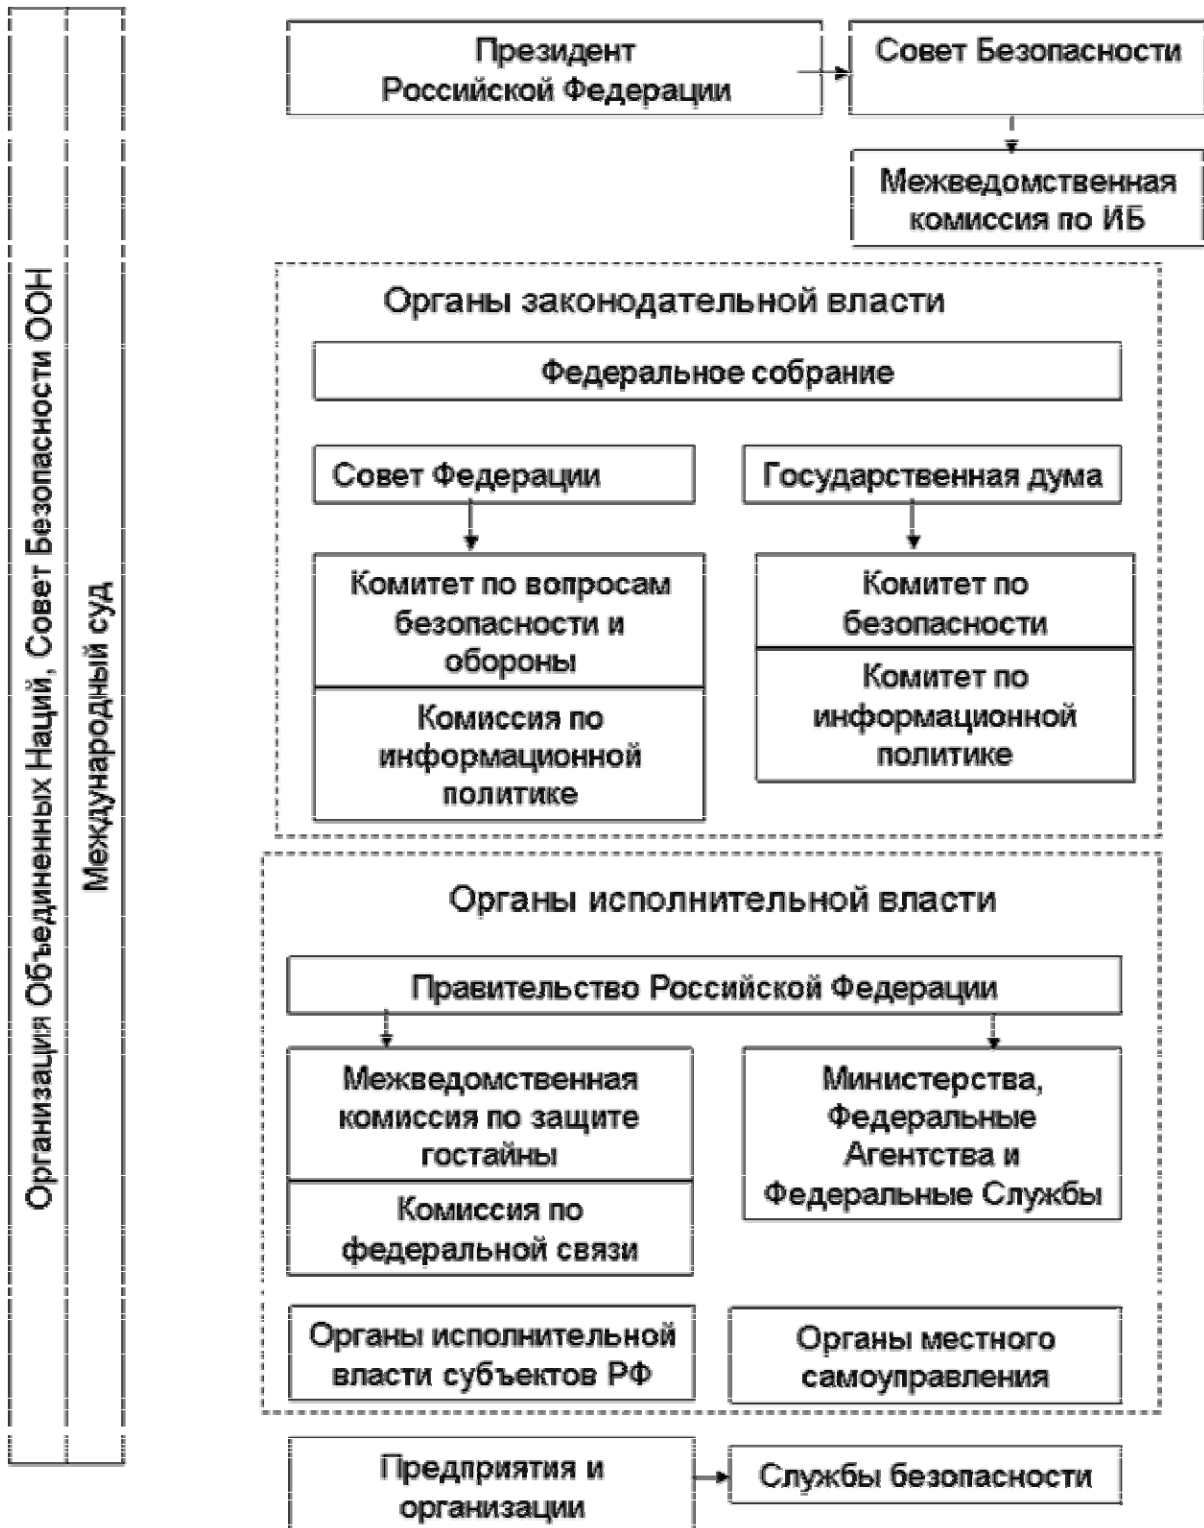 Организация Объединенных Наций, Совет Безопасности ООН
Международный суд
Президент
Российской Федерации
Совет Безопасности
Межведомственная
комиссия по ИБ
Органы законодательной власти
Федеральное собрание
Совет Федерации
Государственная дума
Комитет по вопросам
безопасности и
обороны
Комиссия по
информационной
политике
Комитет по
безопасности
Комитет по
информационной
политике
Органы исполнительной власти
Правительство Российской Федерации
Межведомственная
комиссия по защите
гостайны
Комиссия по
федеральной связи
Министерства,
Федеральные
Агентства и
Федеральные Службы
Органы исполнительной
власти субъектов РФ
Органы местного
самоуправления
Предприятия и
организации
Службы безопасности